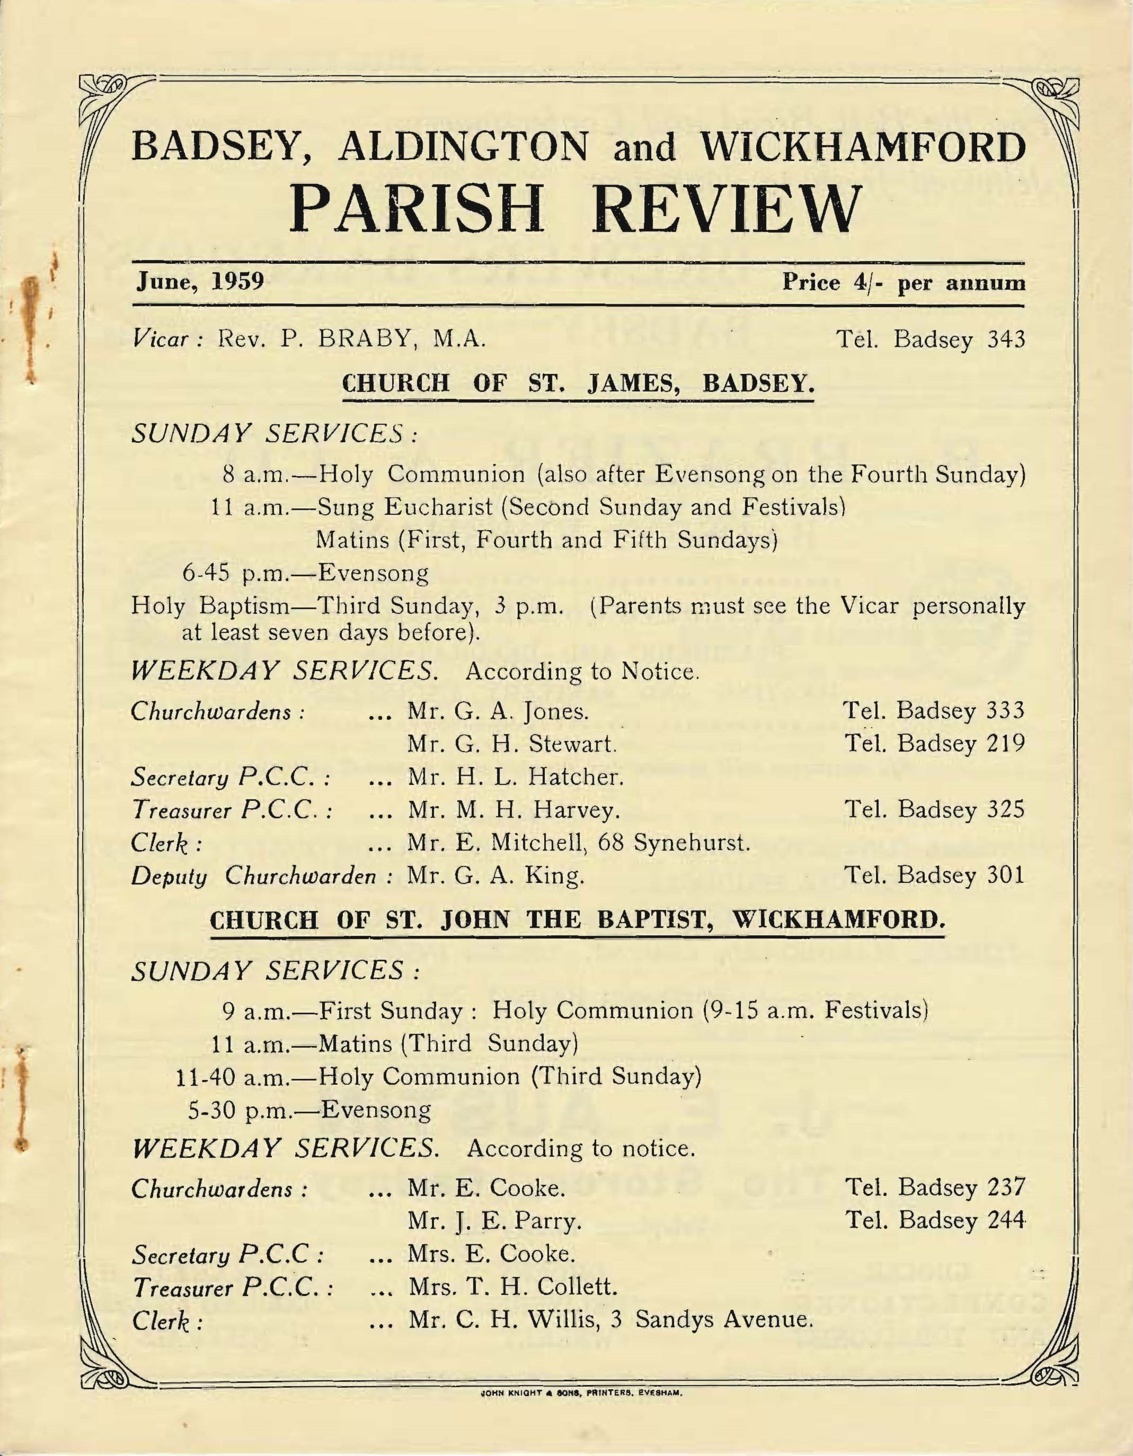 BADSEY, ALDINGTON and WICKHAMFORD
PARISH REVIEW
June, 1959 Price 4/- per annum
Vicar : Rev. P. BRABY, M.A. Tel. Badsey 343
CHURCH OF ST. JAMES, BADSEY.
SUNDAY SERVICES :
8 a.m.—Holy Communion (also after Evensong on the Fourth Sunday)
11 a.m.—Sung Eucharist (Second Sunday and Festivals)
Matins (First, Fourth and Fifth Sundays)
6-45 p.m.—Evensong
Holy Baptism—Third Sunday, 3 p.m. (Parents must see the Vicar personally
at least seven days before).
WEEKDAY SERVICES. According to Notice.
Churchwardens : ... Mr. G. A. Jones. Tel. Badsey 333
Mr. G. H. Stewart. Tel. Badsey 219
Secretary P.C.C. : ... Mr. H. L. Hatcher.
Treasurer P.C.C. : ... Mr. M. H. Harvey. Tel. Badsey 325
Clerk : ... Mr. E. Mitchell, 68 Synehurst.
Deputy Churchwarden : Mr. G. A. King. Tel. Badsey 301
CHURCH OF ST. JOHN THE BAPTIST, WICKHAMFORD.
SUNDAY SERVICES :
9 a.m.—First Sunday : Holy Communion (9-15 a.m. Festivals)
11 a.m.—Matins (Third Sunday)
11-40 a.m.—Holy Communion (Third Sunday)
5-30 p.m.—Evensong
WEEKDAY SERVICES. According to notice.
Churchwardens : ... Mr. E. Cooke. Tel. Badsey 237
Mr. J. E. Parry. Tel. Badsey 244
Secretary P.C.C : ... Mrs. E. Cooke.
Treasurer P.C.C. : ... Mrs. T. H. Collett.
Clerk : ... Mr. C. H. Willis, 3 Sandys Avenue.
JOHN KNIGHT & SONS, PRINTERS, EVESHAM.